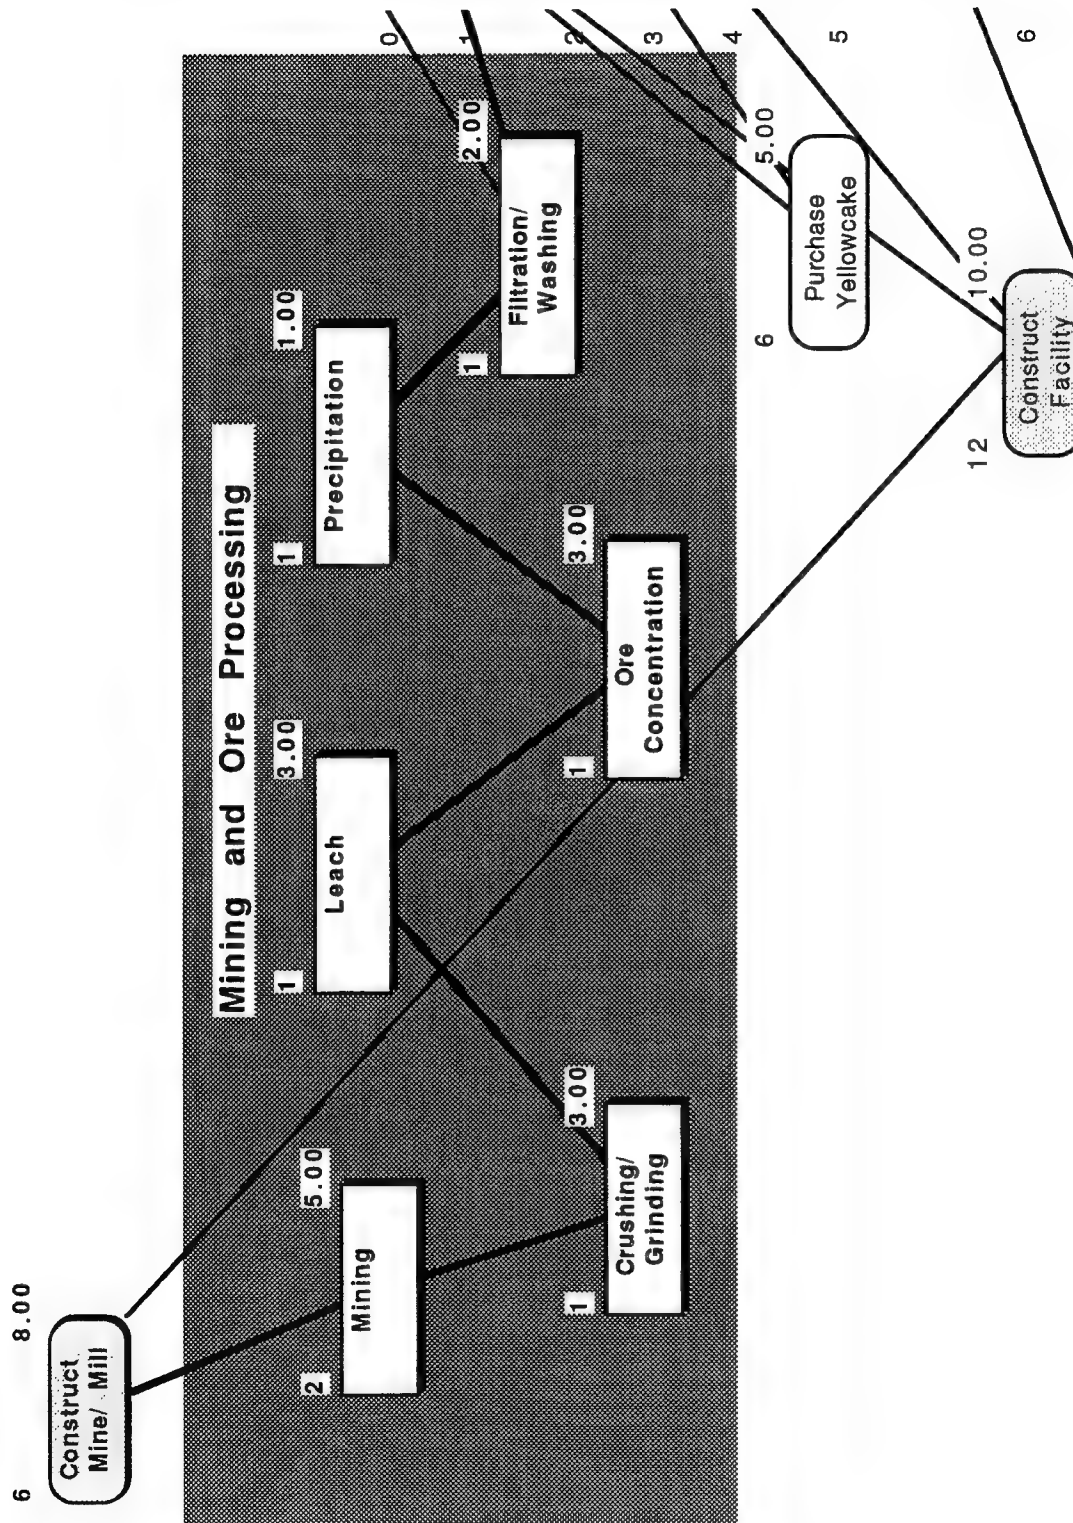 6
8.00
Construct
Mine/ Mill
Mining and Ore Processing
2
5.00
Mining
1
3.00
Leach
1
1.00
Precipitation
1
3.00
Crushing/
Grinding
1
3.00
Ore
Concentration
1
2.00
Filtration/
Washing
6
5.00
Purchase
Yellowcake
12
10.00
Construct
Facility
0
1
2
3
4
5
6